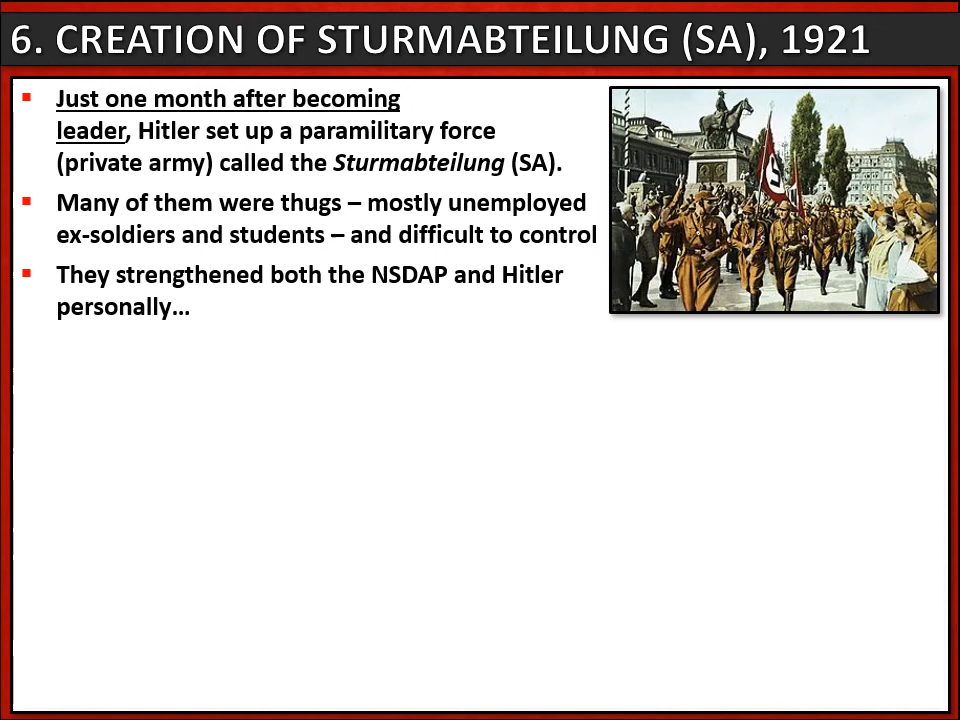 6. CREATION OF STURMABTEILUNG (SA), 1921
▪ Just one month after becoming
leader, Hitler set up a paramilitary force
(private army) called the Sturmabteilung (SA).
▪ Many of them were thugs – mostly unemployed
ex-soldiers and students – and difficult to control
▪ They strengthened both the NSDAP and Hitler
personally…